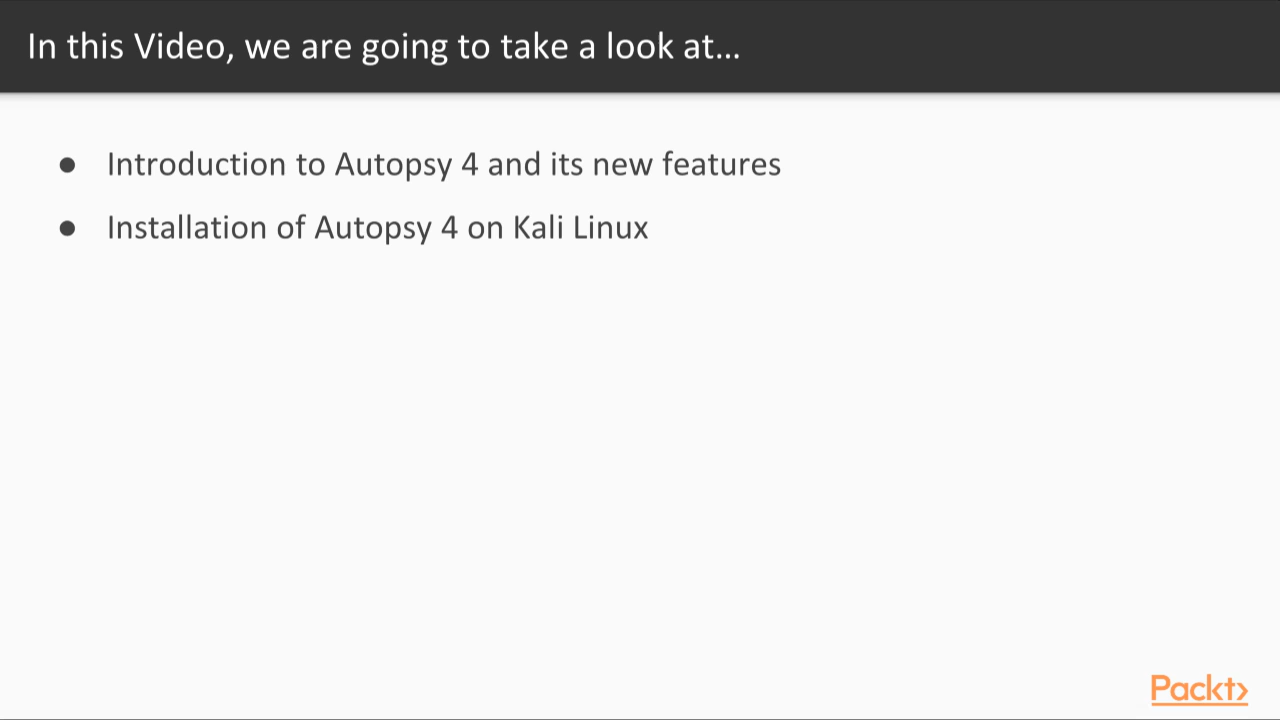 In this Video, we are going to take a look at...
● Introduction to Autopsy 4 and its new features
● Installation of Autopsy 4 on Kali Linux
Packt>